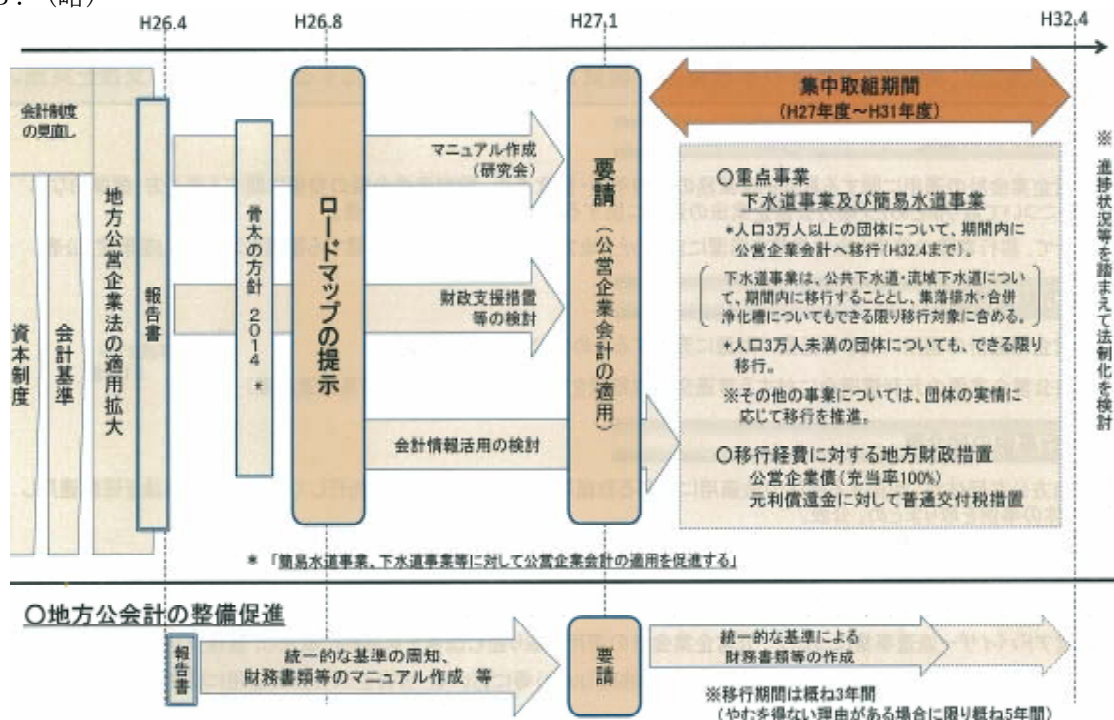 （略）
H26.4
H26.8
H27.1
H32.4
会計制度
の見直し
資本制度
会計基準
地方公営企業法の適用拡大
報告書
骨太の方針 2014 *
ロードマップの提示
マニュアル作成
（研究会）
財政支援措置
等の検討
会計情報活用の検討
要請（公営企業会計の適用）
集中取組期間
（H27年度～H31年度）
〇重点事業
下水道事業及び簡易水道事業
*人口3万人以上の団体について、期間内に
公営企業会計へ移行(H32.4まで)。
下水道事業は、公共下水道・流域下水道につい
て、期間内に移行することとし、集落排水・合併
浄化槽についてもできる限り移行対象に含める。
*人口3万人未満の団体についても、できる限り
移行。
※その他の事業については、団体の実情に
応じて移行を推進。
〇移行経費に対する地方財政措置
公営企業債（充当率100％）
元利償還金に対して普通交付税措置
※ 進捗状況等を踏まえて法制化を検討
* 「簡易水道事業、下水道事業等に対して公営企業会計の適用を促進する」
〇地方公会計の整備促進
報告書
統一的な基準の周知、
財務書類等のマニュアル作成 等
要請
統一的な基準による
財務書類等の作成
※移行期間は概ね3年間
（やむを得ない理由がある場合に限り概ね5年間）